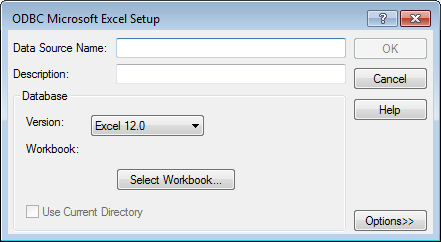 ODBC Microsoft Excel Setup
?
Data Source Name:
OK
Description:
Cancel
Database
Help
Version:
Excel 12.0
Workbook:
Select Workbook...
Use Current Directory
Options>>